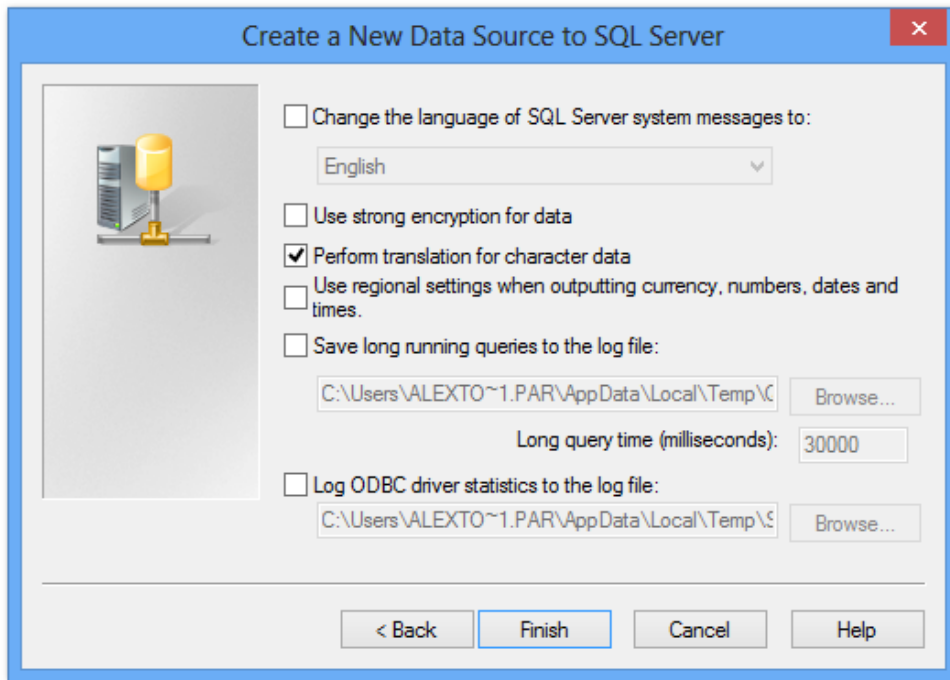 Create a New Data Source to SQL Server
Change the language of SQL Server system messages to:
English
Use strong encryption for data
Perform translation for character data
Use regional settings when outputting currency, numbers, dates and
times.
Save long running queries to the log file:
C:\Users\ALEXTO~1.PAR\AppData\Local\Temp\ Browse...
Long query time (milliseconds): 30000
Log ODBC driver statistics to the log file:
C:\Users\ALEXTO~1.PAR\AppData\Local\Temp\S Browse...
< Back Finish Cancel Help